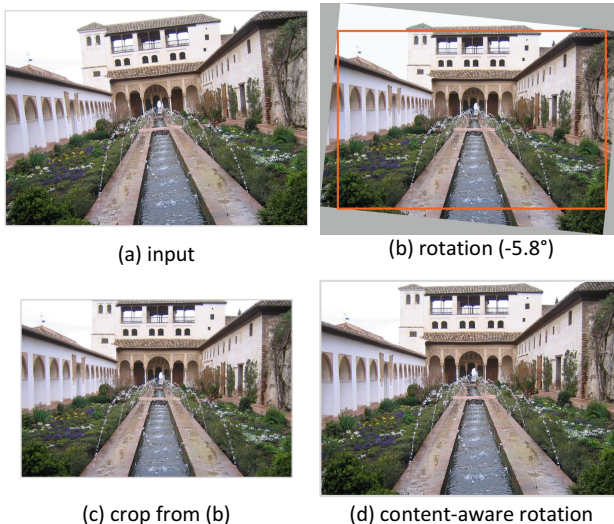 (a) input
(b) rotation (-5.8°)
(c) crop from (b)
(d) content-aware rotation